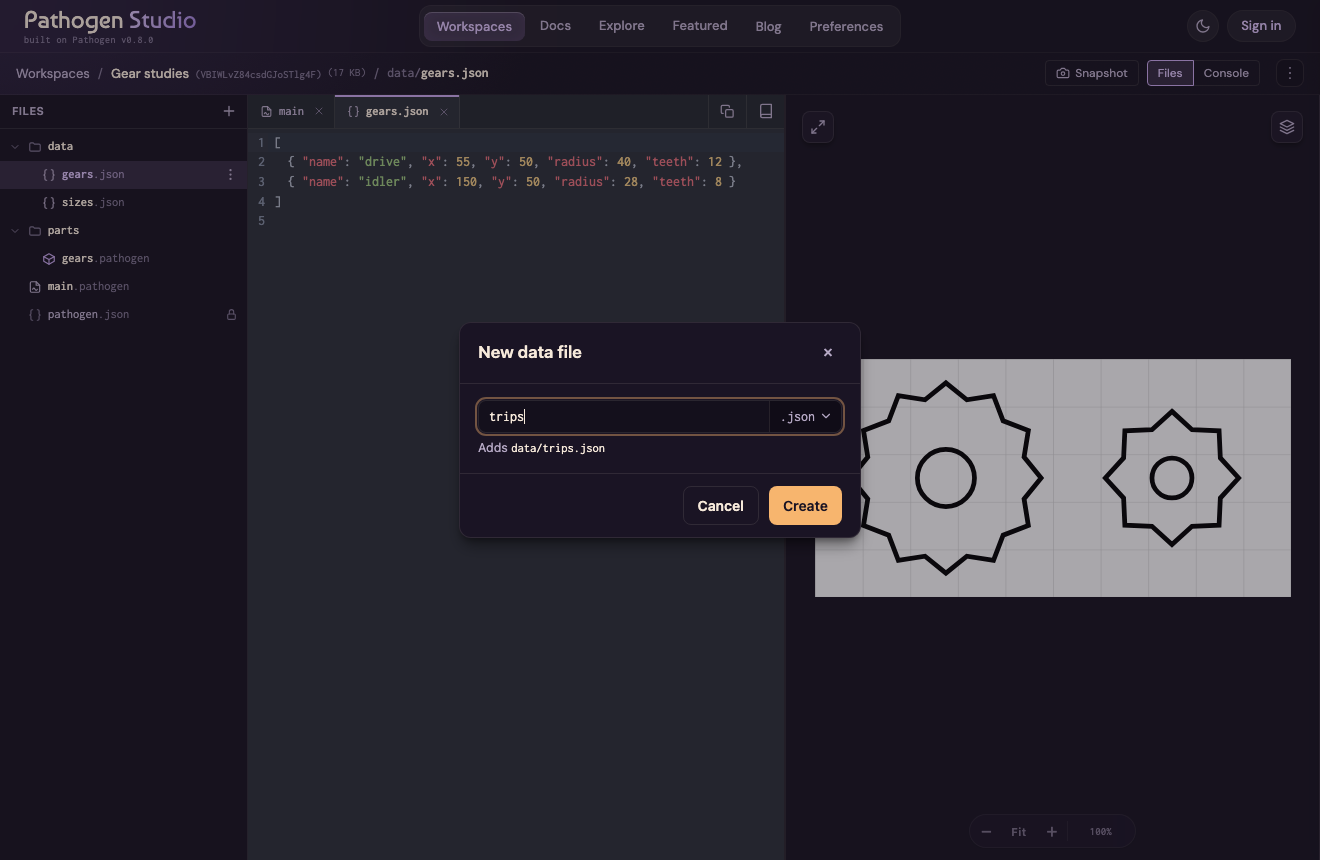 Pathogen Studio
built on Pathogen v0.8.0
Workspaces Docs Explore Featured Blog Preferences
Sign in
Workspaces / Gear studies (VBIWLvZ84csdGJoSTlg4F) (17 KB) / data/gears.json
Snapshot Files Console
FILES
data
{} gears.json
{} sizes.json
parts
gears.pathogen
main.pathogen
{} pathogen.json
main × {} gears.json ×
1 [
2 { "name": "drive", "x": 55, "y": 50, "radius": 40, "teeth": 12 },
3 { "name": "idler", "x": 150, "y": 50, "radius": 28, "teeth": 8 }
4 ]
5
New data file ×
trips .json
Adds data/trips.json
Cancel Create
− Fit + 100%